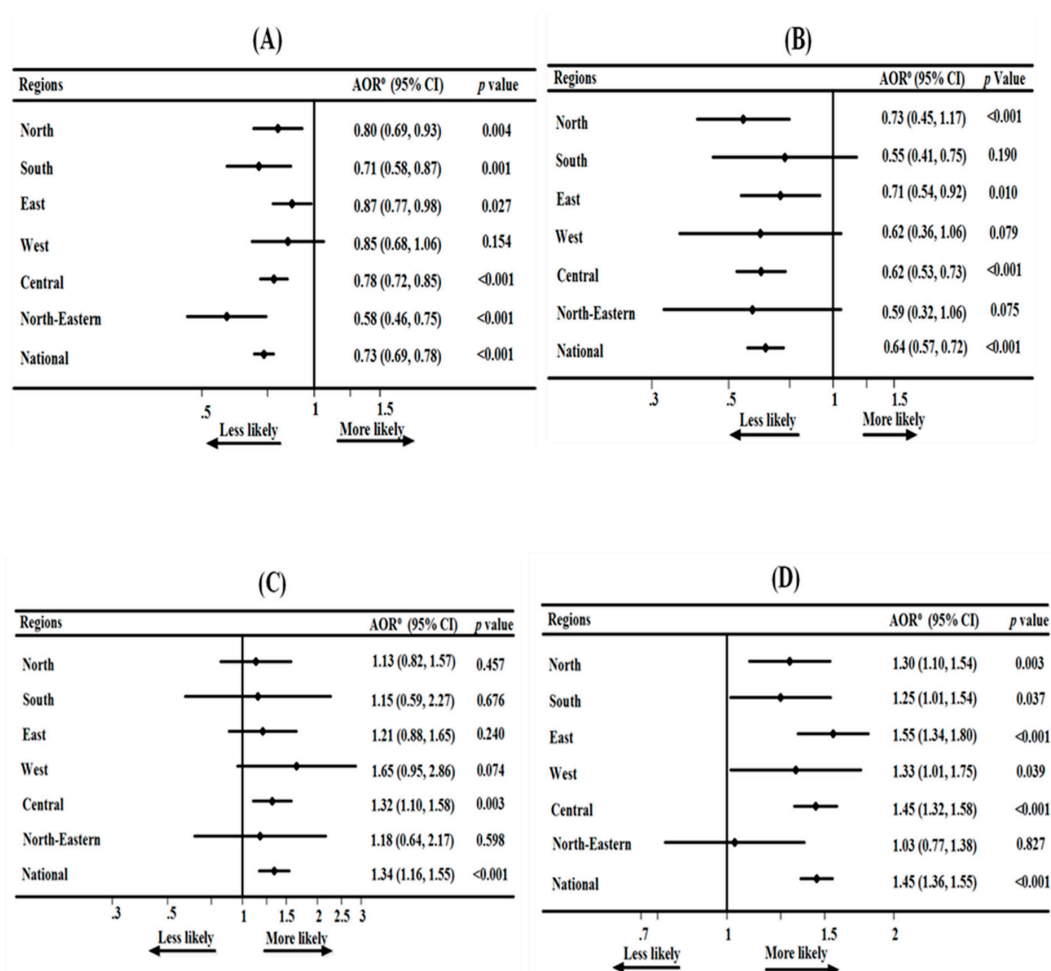 (A)
Regions AOR* (95% CI) p value
North 0.80 (0.69, 0.93) 0.004
South 0.71 (0.58, 0.87) 0.001
East 0.87 (0.77, 0.98) 0.027
West 0.85 (0.68, 1.06) 0.154
Central 0.78 (0.72, 0.85) <0.001
North-Eastern 0.58 (0.46, 0.75) <0.001
National 0.73 (0.69, 0.78) <0.001
.5 1 1.5
Less likely More likely
(B)
Regions AOR* (95% CI) p Value
North 0.73 (0.45, 1.17) <0.001
South 0.55 (0.41, 0.75) 0.190
East 0.71 (0.54, 0.92) 0.010
West 0.62 (0.36, 1.06) 0.079
Central 0.62 (0.53, 0.73) <0.001
North-Eastern 0.59 (0.32, 1.06) 0.075
National 0.64 (0.57, 0.72) <0.001
.3 .5 1 1.5
Less likely More likely
(C)
Regions AOR* (95% CI) p value
North 1.13 (0.82, 1.57) 0.457
South 1.15 (0.59, 2.27) 0.676
East 1.21 (0.88, 1.65) 0.240
West 1.65 (0.95, 2.86) 0.074
Central 1.32 (1.10, 1.58) 0.003
North-Eastern 1.18 (0.64, 2.17) 0.598
National 1.34 (1.16, 1.55) <0.001
.3 .5 1 1.5 2 2.5 3
Less likely More likely
(D)
Regions AOR* (95% CI) p value
North 1.30 (1.10, 1.54) 0.003
South 1.25 (1.01, 1.54) 0.037
East 1.55 (1.34, 1.80) <0.001
West 1.33 (1.01, 1.75) 0.039
Central 1.45 (1.32, 1.58) <0.001
North-Eastern 1.03 (0.77, 1.38) 0.827
National 1.45 (1.36, 1.55) <0.001
.7 1 1.5 2
Less likely More likely